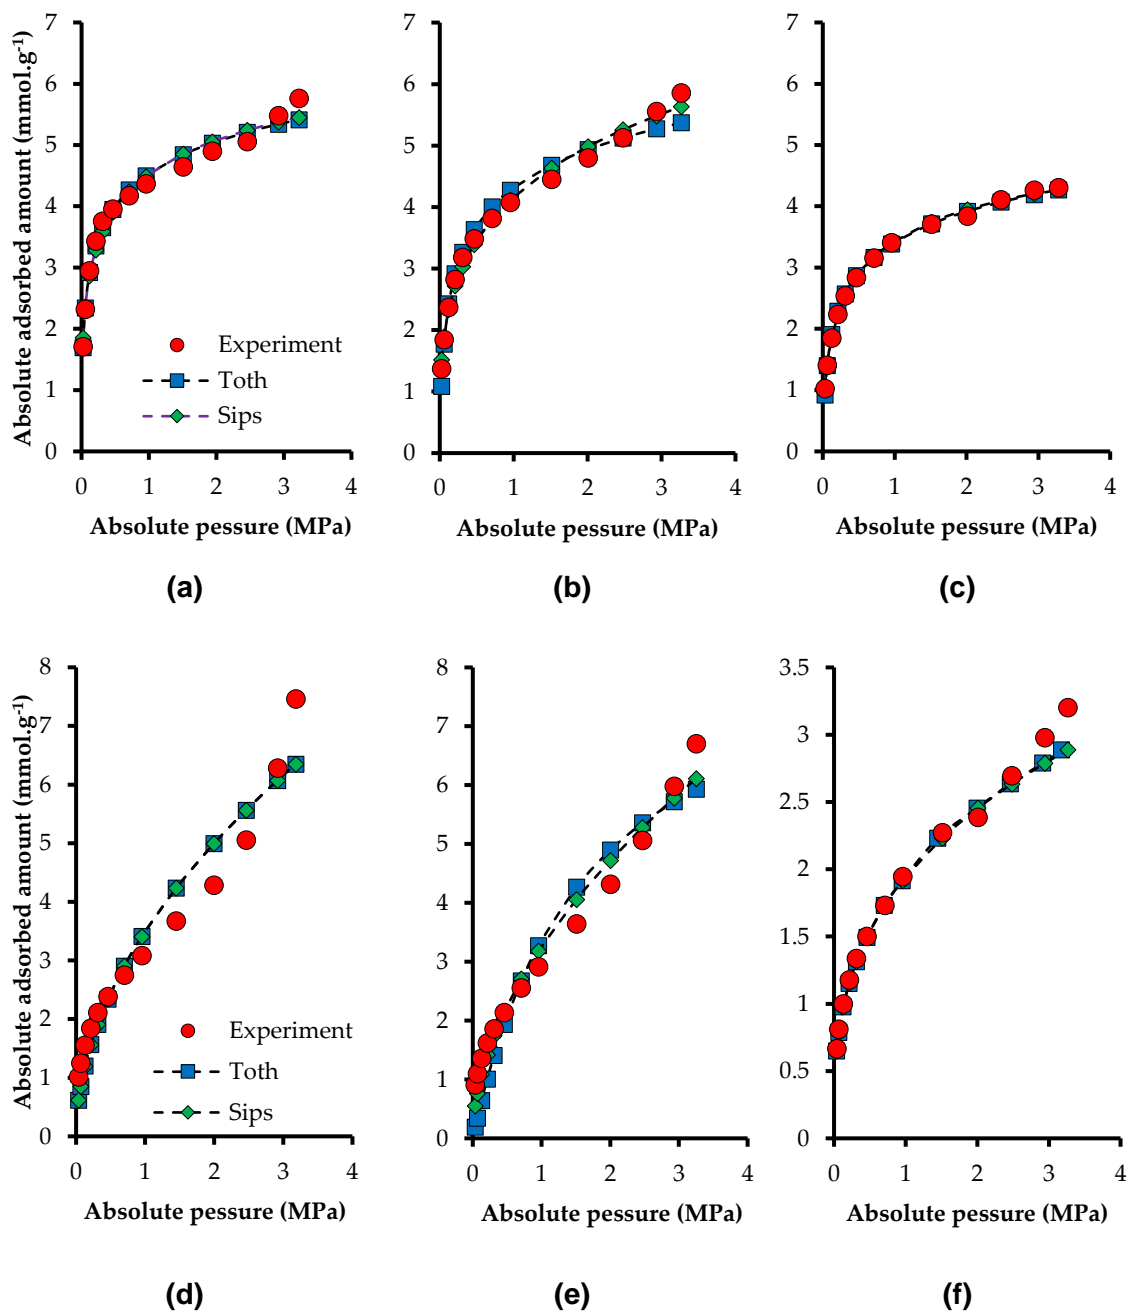 Absolute adsorbed amount (mmol.g⁻¹)
7
6
5
4
3
2
1
0
0 1 2 3 4
Experiment
Toth
Sips
Absolute pessure (MPa)
(a)
7
6
5
4
3
2
1
0
0 1 2 3 4
Absolute pessure (MPa)
(b)
7
6
5
4
3
2
1
0
0 1 2 3 4
Absolute pessure (MPa)
(c)
Absolute adsorbed amount (mmol.g⁻¹)
8
7
6
5
4
3
2
1
0
0 1 2 3 4
Experiment
Toth
Sips
Absolute pessure (MPa)
(d)
8
7
6
5
4
3
2
1
0
0 1 2 3 4
Absolute pessure (MPa)
(e)
3.5
3
2.5
2
1.5
1
0.5
0
0 1 2 3 4
Absolute pessure (MPa)
(f)